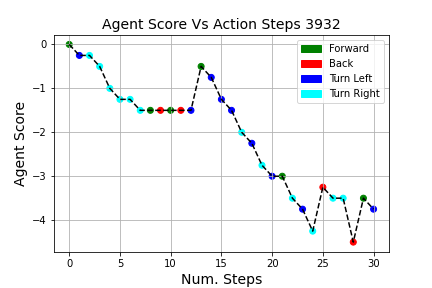 Agent Score Vs Action Steps 3932
Forward
Back
Turn Left
Turn Right
Agent Score
0
−1
−2
−3
−4
0 5 10 15 20 25 30
Num. Steps